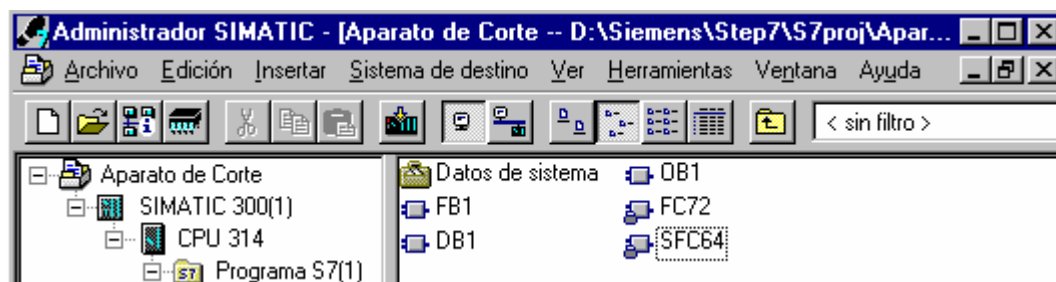 Administrador SIMATIC - [Aparato de Corte -- D:\Siemens\Step7\S7proj\Apar...
Archivo Edición Insertar Sistema de destino Ver Herramientas Ventana Ayuda
< sin filtro >
Aparato de Corte
SIMATIC 300(1)
CPU 314
S7 Programa S7(1)
Datos de sistema OB1
FB1 FC72
DB1 SFC64